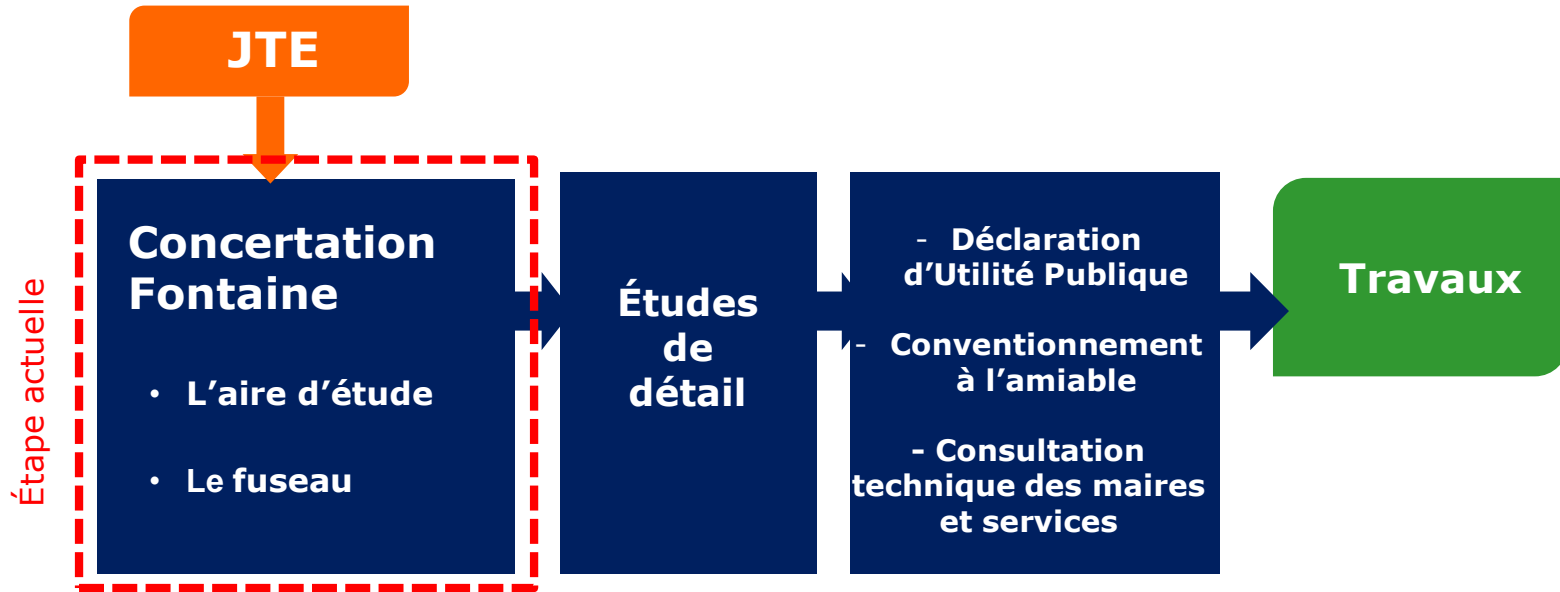 JTE
Étape actuelle
Concertation
Fontaine
• L’aire d’étude
• Le fuseau
Études
de
détail
- Déclaration
d’Utilité Publique
- Conventionnement
à l’amiable
- Consultation
technique des maires
et services
Travaux